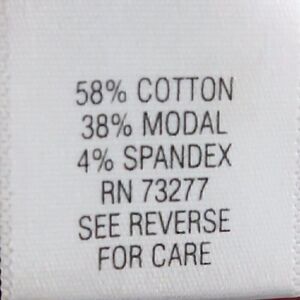 58% COTTON
38% MODAL
4% SPANDEX
RN 73277
SEE REVERSE
FOR CARE